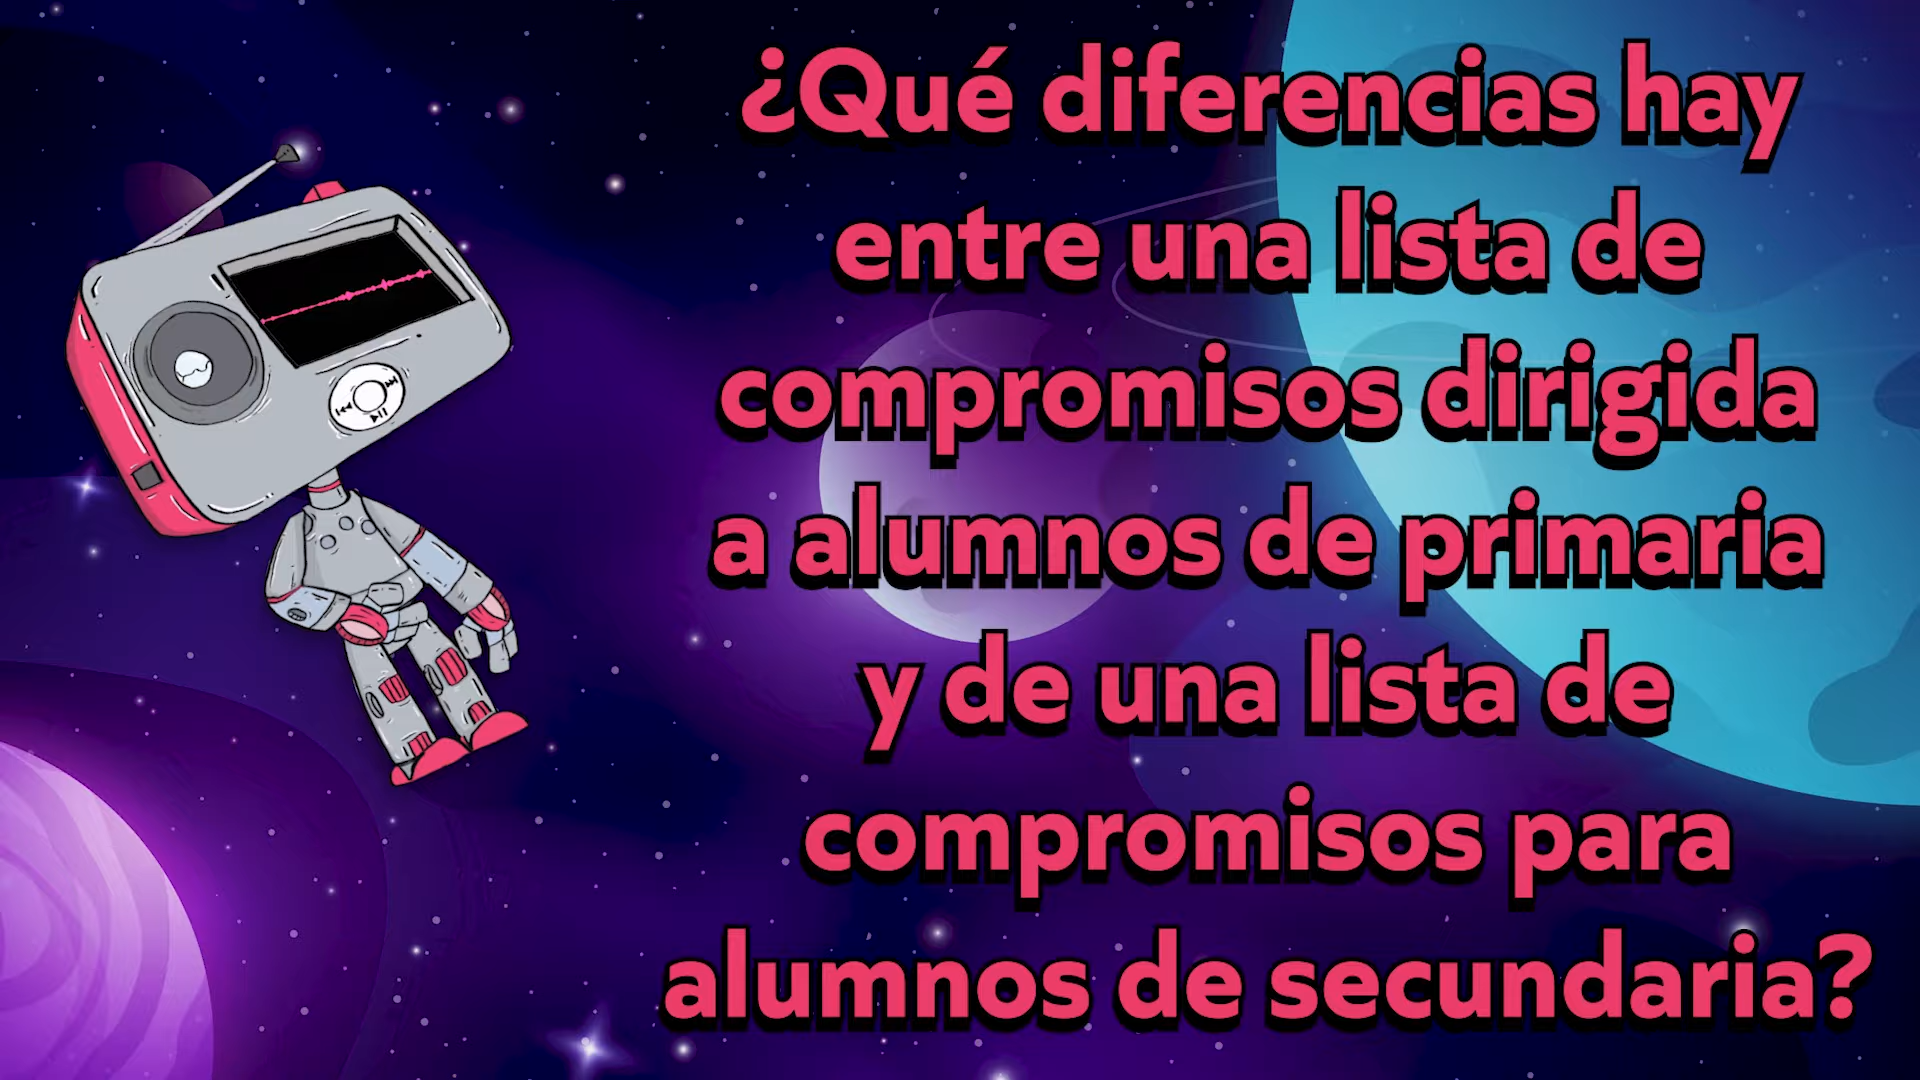 ¿Qué diferencias hay
entre una lista de
compromisos dirigida
a alumnos de primaria
y de una lista de
compromisos para
alumnos de secundaria?